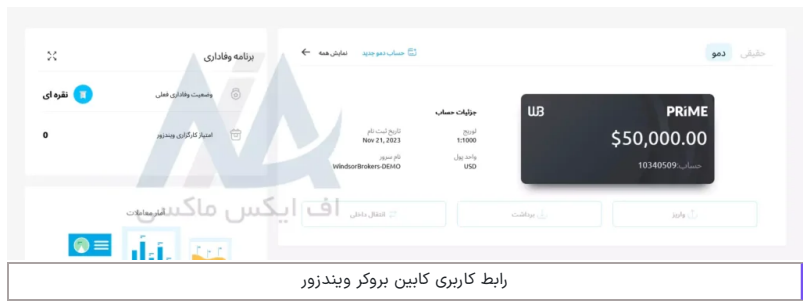 حقیقی دمو
حساب دمو جدید نمایش همه
PRiME
$50,000.00
حساب:10340509
جزئیات حساب
لوریج
1:1000
تاریخ ثبت نام
Nov 21, 2023
واحد پول
USD
نام سرور
WindsorBrokers-DEMO
واریز
برداشت
انتقال داخلی
برنامه وفاداری
وضعیت وفاداری فعلی
نقره ای
امتیاز کارگزاری ویندزور
0
آمار معاملات
اف ایکس ماکسی
رابط کاربری کابین بروکر ویندزور